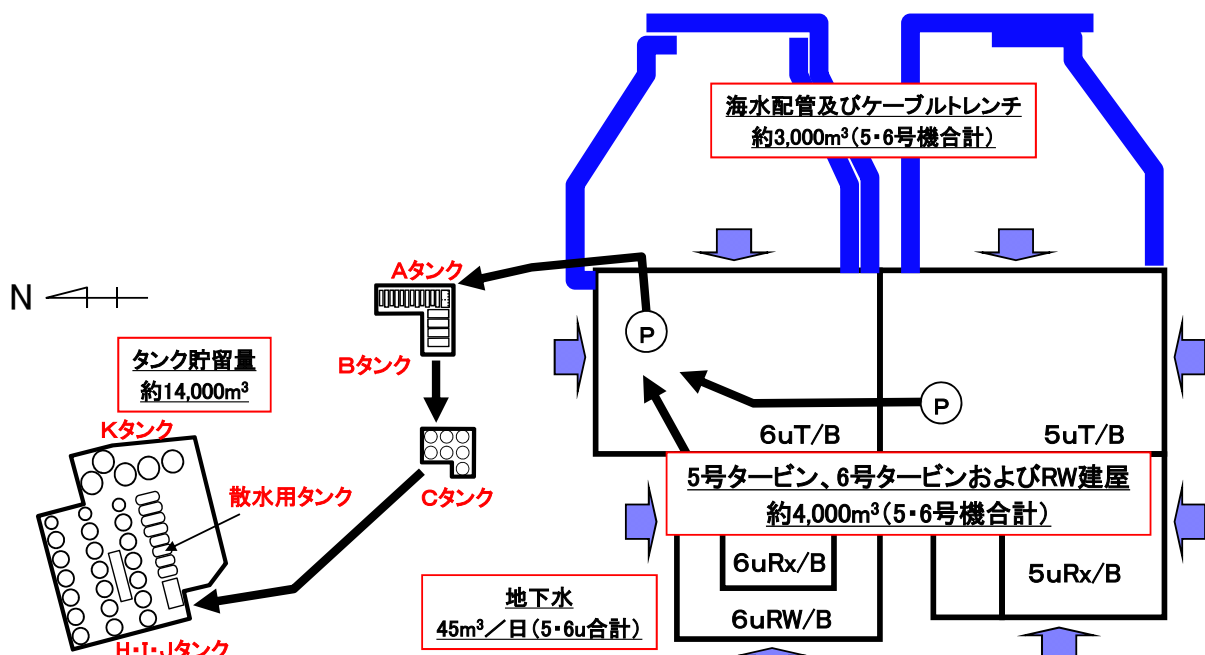 海水配管及びケーブルトレンチ
約3,000m³（5・6号機合計）
Aタンク
N
P
タンク貯留量
約14,000m³
Bタンク
P
Kタンク
6uT/B
5uT/B
5号タービン、6号タービンおよびRW建屋
約4,000m³（5・6号機合計）
散水用タンク
Cタンク
6uRx/B
5uRx/B
地下水
45m³／日（5・6u合計）
6uRW/B
H・I・Jタンク